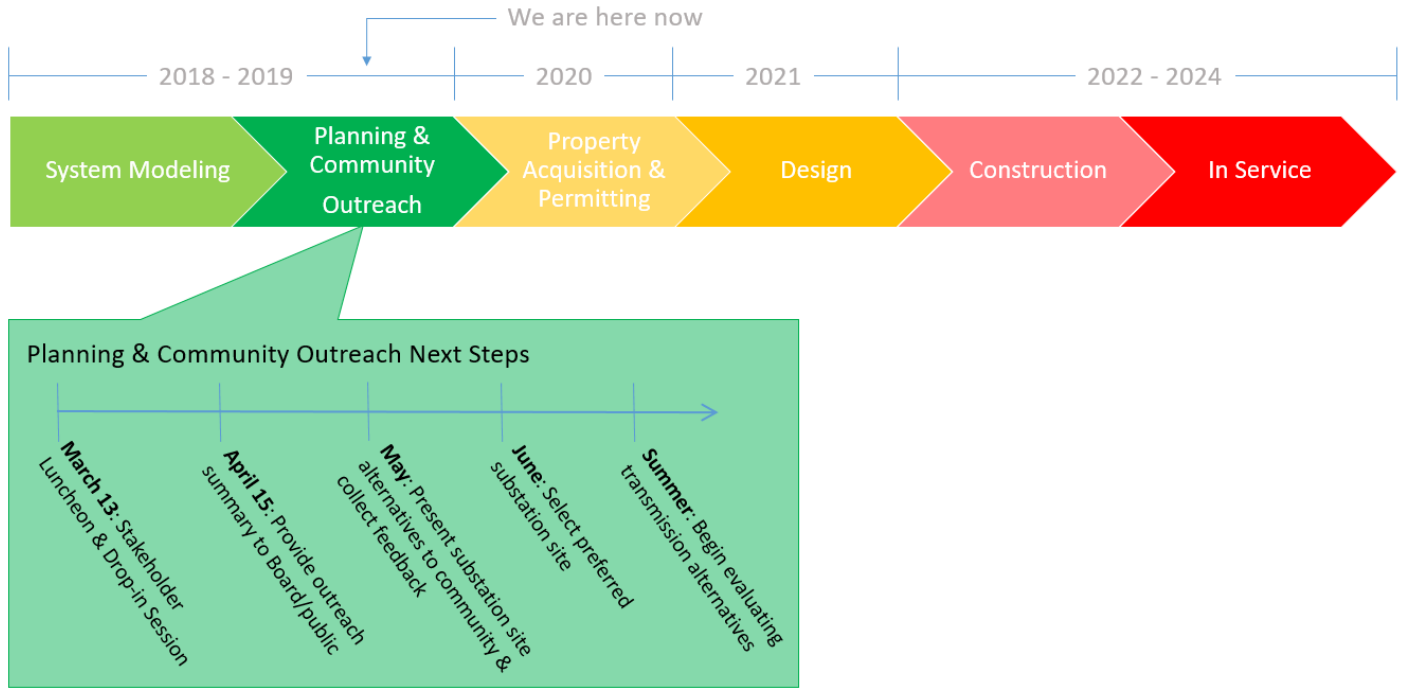 We are here now
2018 - 2019
2020
2021
2022 - 2024
System Modeling
Planning &
Community
Outreach
Property
Acquisition &
Permitting
Design
Construction
In Service
Planning & Community Outreach Next Steps
March 13: Stakeholder
Luncheon & Drop-in Session
April 15: Provide outreach
summary to Board/public
May: Present substation site
alternatives to community &
collect feedback
June: Select preferred
substation site
Summer: Begin evaluating
transmission alternatives